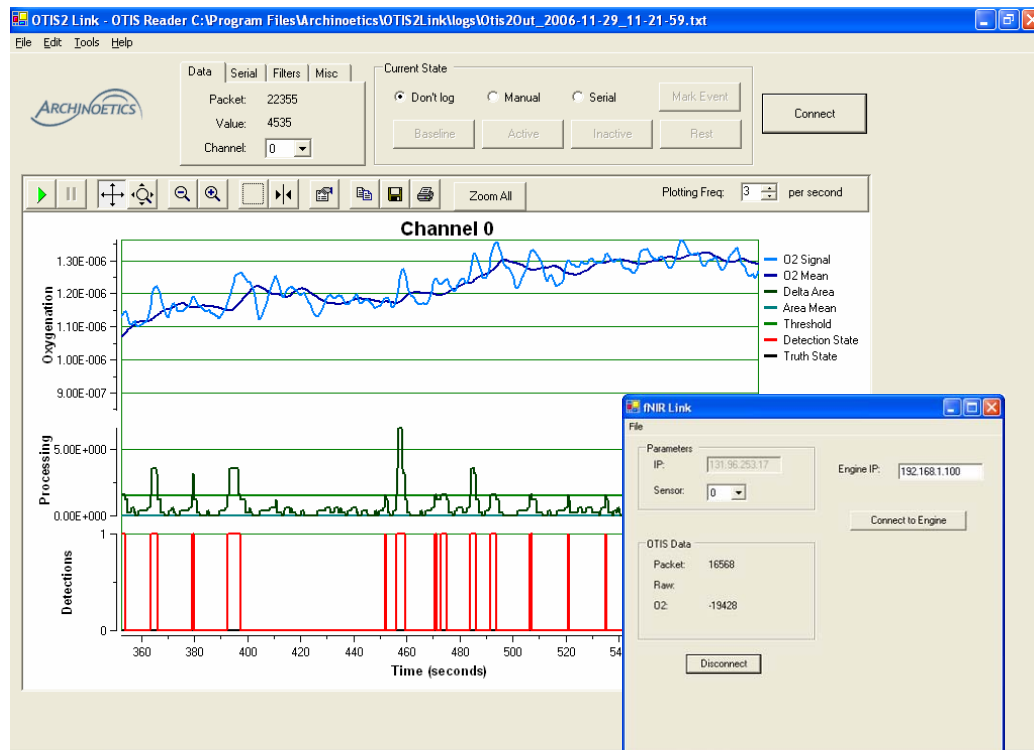 OTIS2 Link - OTIS Reader C:\Program Files\Archinoetics\OTIS2Link\logs\Otis2Out_2006-11-29_11-21-59.txt
File Edit Tools Help
ARCHINOETICS
Data Serial Filters Misc
Packet: 22355
Value: 4535
Channel: 0
Current State
Don't log Manual Serial Mark Event
Baseline Active Inactive Rest
Connect
Zoom All
Plotting Freq: 3 per second
Channel 0
Oxygenation
1.30E-006
1.20E-006
1.10E-006
1.00E-006
9.00E-007
O2 Signal
O2 Mean
Delta Area
Area Mean
Threshold
Detection State
Truth State
Processing
5.00E+000
0.00E+000
Detections
1
0
360 380 400 420 440 460 480 500 520 54
Time (seconds)
fNIR Link
File
Parameters
IP: 131.96.253.17
Sensor: 0
Engine IP: 192.168.1.100
Connect to Engine
OTIS Data
Packet: 16568
Raw:
O2: -19428
Disconnect